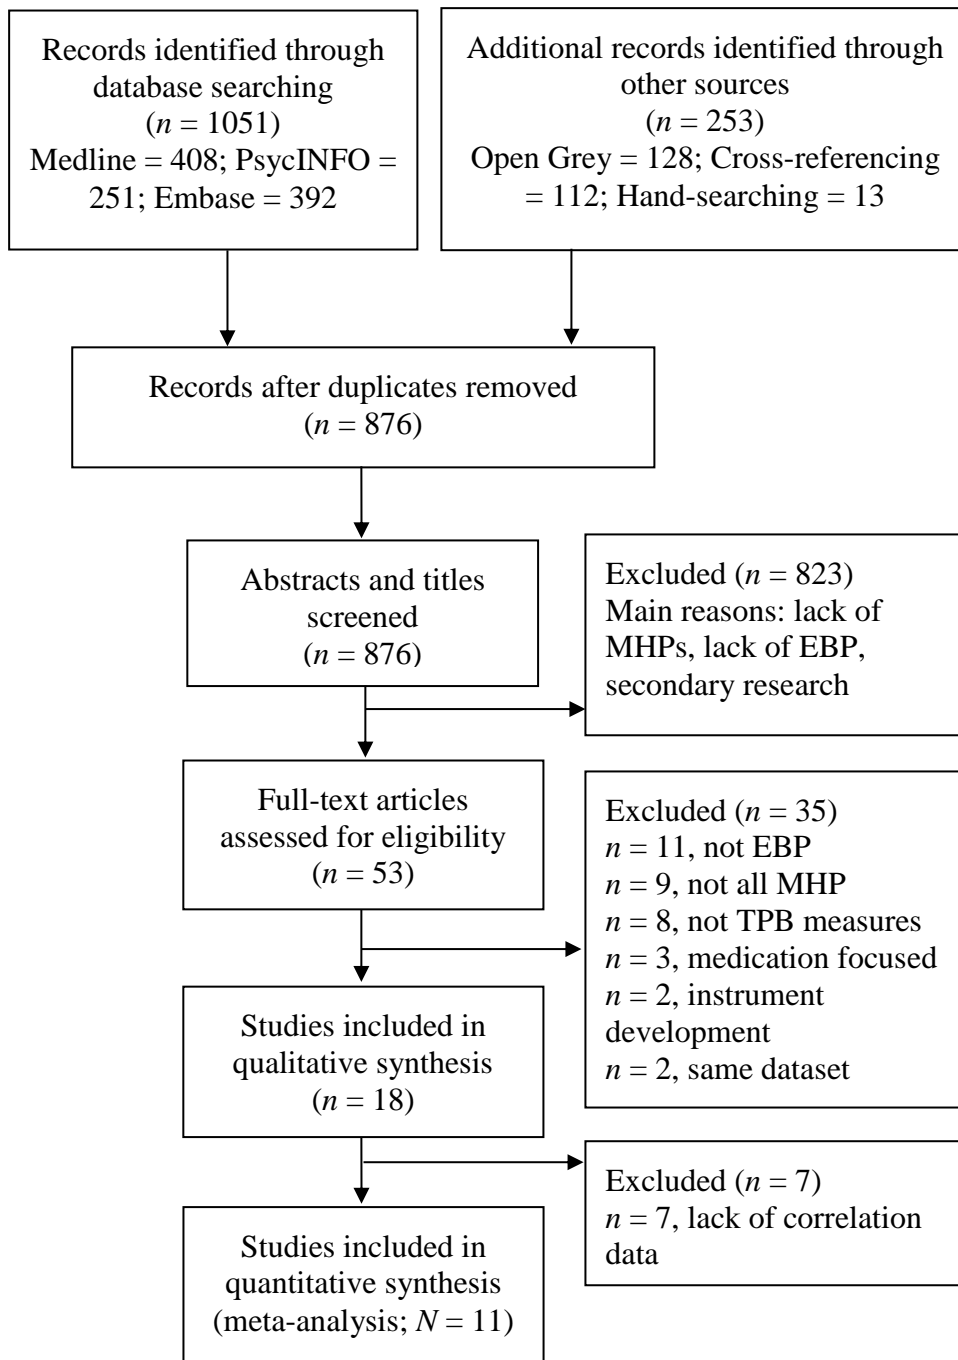 Records identified through
database searching
(n = 1051)
Medline = 408; PsycINFO =
251; Embase = 392
Additional records identified through
other sources
(n = 253)
Open Grey = 128; Cross-referencing
= 112; Hand-searching = 13
Records after duplicates removed
(n = 876)
Abstracts and titles
screened
(n = 876)
Excluded (n = 823)
Main reasons: lack of
MHPs, lack of EBP,
secondary research
Full-text articles
assessed for eligibility
(n = 53)
Excluded (n = 35)
n = 11, not EBP
n = 9, not all MHP
n = 8, not TPB measures
n = 3, medication focused
n = 2, instrument
development
n = 2, same dataset
Studies included in
qualitative synthesis
(n = 18)
Excluded (n = 7)
n = 7, lack of correlation
data
Studies included in
quantitative synthesis
(meta-analysis; N = 11)